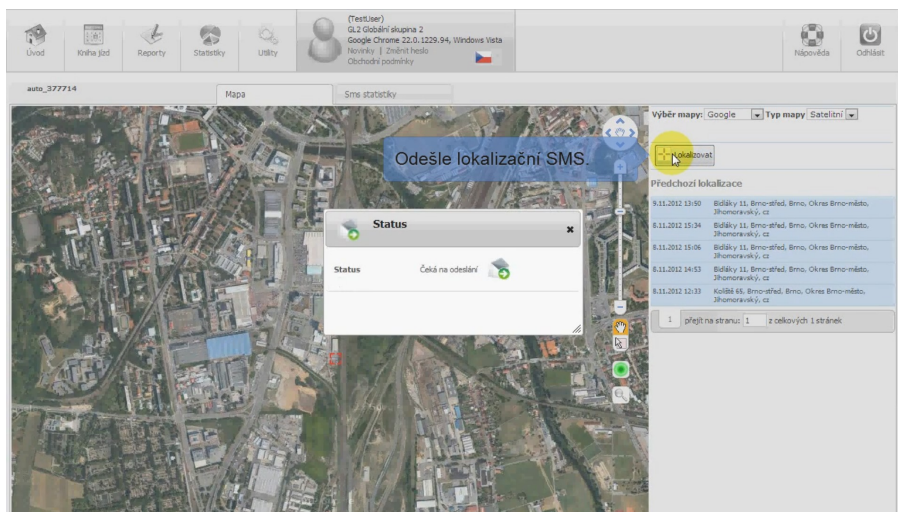 (TestUser)
GL2 Globální skupina 2
Google Chrome 22.0.1229.94, Windows Vista
Novinky | Změnit heslo
Obchodní podmínky
Úvod
Kniha jízd
Reporty
Statistiky
Utility
Nápověda
Odhlásit
auto_377714
Mapa
Sms statistiky
Výběr mapy: Google Typ mapy Satelitní
Odešle lokalizační SMS.
Lokalizovat
Předchozí lokalizace
9.11.2012 13:50 Bidláky 11, Brno-střed, Brno, Okres Brno-město,
Jihomoravský, cz
8.11.2012 15:34 Bidláky 11, Brno-střed, Brno, Okres Brno-město,
Jihomoravský, cz
8.11.2012 15:06 Bidláky 11, Brno-střed, Brno, Okres Brno-město,
Jihomoravský, cz
8.11.2012 14:53 Bidláky 11, Brno-střed, Brno, Okres Brno-město,
Jihomoravský, cz
8.11.2012 12:33 Koliště 65, Brno-střed, Brno, Okres Brno-město,
Jihomoravský, cz
1 přejít na stranu: 1 z celkových 1 stránek
Status
Status Čeká na odeslání